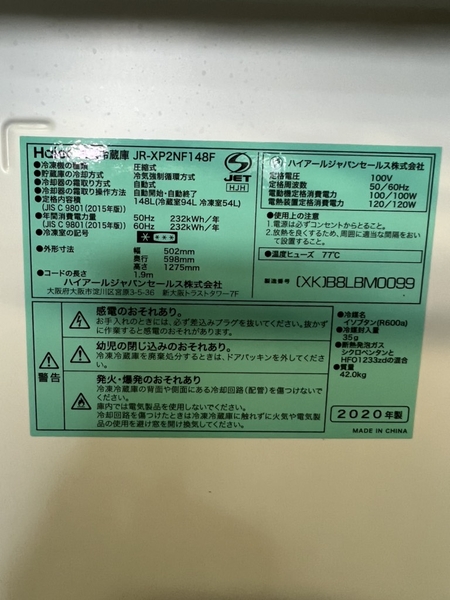 冷蔵庫 JR-XP2NF148F
●冷凍機の種類 圧縮式
●貯蔵庫の冷却方式 冷気強制循環方式
●冷却器の霜取り方式 自動式
●冷却器の霜取り操作方法 自動開始・自動終了
●定格内容積 148L(冷蔵室94L 冷凍室54L)
(JIS C 9801(2015年版))
●年間消費電力量 50Hz 232kWh/年
(JIS C 9801(2015年版)) 60Hz 232kWh/年
●冷凍室の記号
●外形寸法 幅 502mm
奥行 598mm
高さ 1275mm
●コードの長さ 1.9m
ハイアールジャパンセールス株式会社
大阪府大阪市淀川区宮原3-5-36 新大阪トラストタワー7F
S JET
HJH
PS E ハイアールジャパンセールス株式会社
定格電圧 100V
定格周波数 50/60Hz
電動機定格消費電力 100/100W
電熱装置定格消費電力 120/120W
●使用上の注意
1.電源は必ずコンセントからとること。
2.放熱を良くするために、周囲に適当な間隔をおいて設置すること。
●温度ヒューズ 77℃
製造番号 (XK)B8LBM0099
警告
感電のおそれあり。
お手入れのときには、必ず差込みプラグを抜いてください。抜かずに作業すると感電のおそれがあります。
幼児の閉じ込めのおそれあり。
冷凍冷蔵庫を廃棄処分するときには、ドアパッキンを外してください。
発火・爆発のおそれあり
冷凍冷蔵庫の背面や側面にある冷却回路(配管)を傷つけないでください。
庫内では電気製品を使用しないでください。
冷却回路を傷つけたときは冷凍冷蔵庫に触れずに火気や電気製品の使用を避け窓を開け換気してください。
●冷媒名
イソブタン(R600a)
●冷媒封入量
35g
●断熱発泡ガス
シクロペンタンと
HFO1233zdの混合
●質量
42.0kg
2020年製
MADE IN CHINA